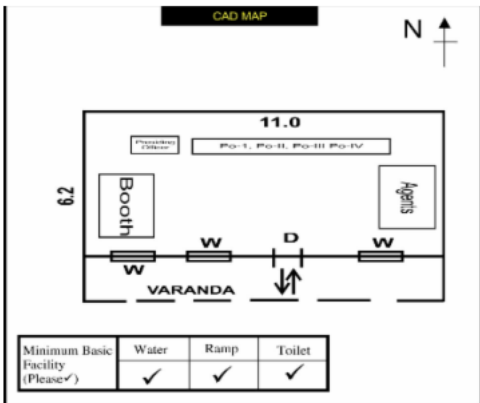 CAD MAP
N
11.0
Presiding
Officer
Po-1, Po-II, Po-III Po-IV
6.2
Booth
Agents
W
D
W
W
VARANDA
Minimum Basic
Facility
(Please✓)
Water
Ramp
Toilet
✓
✓
✓